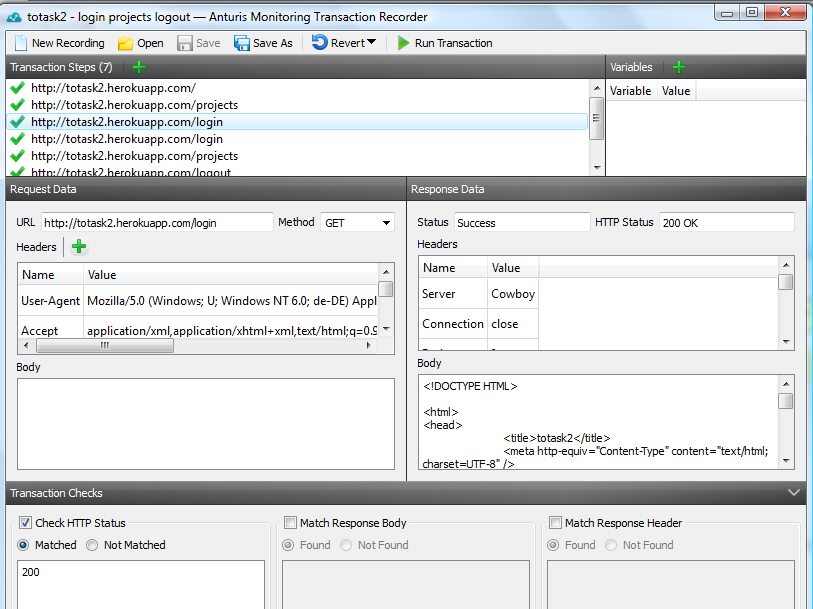 totask2 - login projects logout — Anturis Monitoring Transaction Recorder
New Recording Open Save Save As Revert Run Transaction
Transaction Steps (7)
http://totask2.herokuapp.com/
http://totask2.herokuapp.com/projects
http://totask2.herokuapp.com/login
http://totask2.herokuapp.com/login
http://totask2.herokuapp.com/projects
http://totask2.herokuapp.com/logout
Variables
Variable Value
Request Data
URL http://totask2.herokuapp.com/login Method GET
Headers
Name Value
User-Agent Mozilla/5.0 (Windows; U; Windows NT 6.0; de-DE) Appl
Accept application/xml,application/xhtml+xml,text/html;q=0.9
Body
Response Data
Status Success HTTP Status 200 OK
Headers
Name Value
Server Cowboy
Connection close
Body
<!DOCTYPE HTML>
<html>
<head>
<title>totask2</title>
<meta http-equiv="Content-Type" content="text/html;
charset=UTF-8" />
Transaction Checks
Check HTTP Status
Matched Not Matched
200
Match Response Body
Found Not Found
Match Response Header
Found Not Found